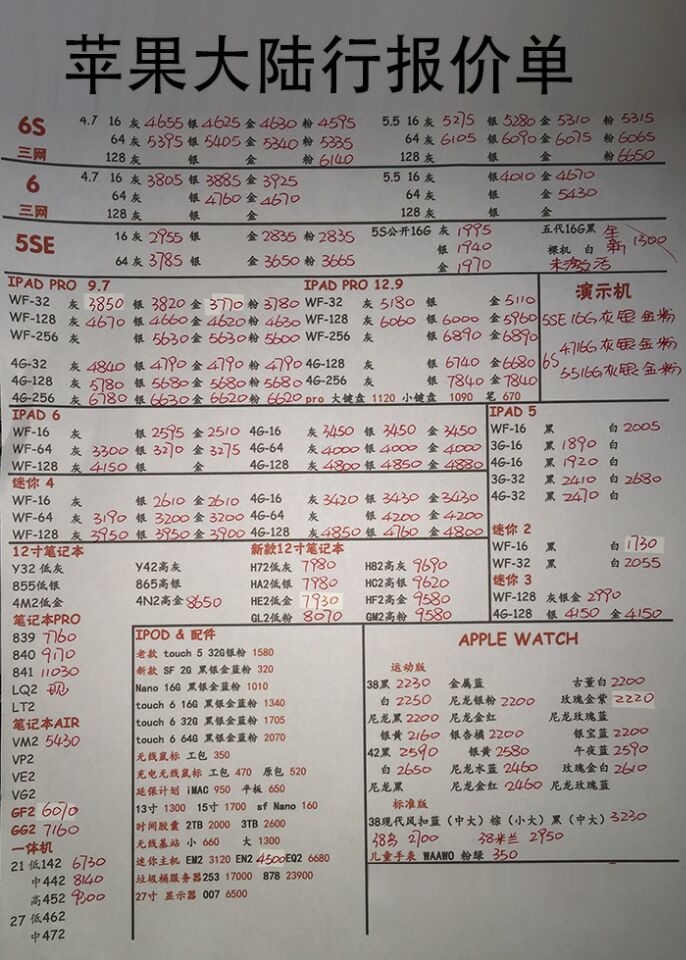 苹果大陆行报价单
6S 4.7 16 灰 4655 银 4625 金 4630 粉 4595 5.5 16 灰 5275 银 5280 金 5310 粉 5315
64 灰 5395 银 5405 金 5340 粉 5335 64 灰 6105 银 6090 金 6075 粉 6065
三网 128 灰 银 金 粉 6140 128 灰 银 金 粉 6650
6 4.7 16 灰 3805 银 3885 金 3925 5.5 16 灰 银 4010 金 4670
64 灰 银 4760 金 4670 64 灰 银 金 5430
三网 128 灰 银 金 128 灰 银 金
5SE 16 灰 2955 银 金 2835 粉 2835 5S公开16G 灰 1995 五代16G黑 全
银 1940 裸机 白 新 1300
64 灰 3785 银 金 3650 粉 3665 金 1970 未激活
IPAD PRO 9.7 IPAD PRO 12.9 演示机
WF-32 灰 3850 银 3820 金 3770 粉 3780 WF-32 灰 5180 银 金 5110
WF-128 灰 4670 银 4660 金 4620 粉 4630 WF-128 灰 6060 银 6000 金 5960 5SE 16G 灰银金粉
WF-256 灰 银 5630 金 5630 粉 5600 WF-256 灰 银 6890 金 6890
4716G灰银金粉
4G-32 灰 4840 银 4790 金 4790 粉 4790 4G-128 灰 银 6740 金 6680 6S
4G-128 灰 5780 银 5680 金 5680 粉 5680 4G-256 灰 银 7840 金 7840 5516G灰银金粉
4G-256 灰 6780 银 6630 金 6620 粉 6620 pro 大键盘 1120 小键盘 1090 笔 670
IPAD 6 IPAD 5
WF-16 灰 银 2595 金 2510 4G-16 灰 3450 银 3450 金 3450 WF-16 黑 白 2005
WF-64 灰 3300 银 3270 金 3275 4G-64 灰 4000 银 4000 金 4000 3G-16 黑 1890 白
WF-128 灰 4150 银 金 4G-128 灰 4800 银 4850 金 4880 4G-16 黑 1920 白
迷你 4 3G-32 黑 2410 白 2680
WF-16 灰 银 2610 金 2610 4G-16 灰 3420 银 3430 金 3430 4G-32 黑 2470 白
WF-64 灰 3190 银 3200 金 3200 4G-64 灰 银 4200 金 4200
WF-128 灰 3950 银 3950 金 3900 4G-128 灰 4850 银 4760 金 4800 迷你 2
WF-16 黑 白 1730
WF-32 黑 白 2055
迷你 3
WF-128 灰银金 2990
4G-128 银 4150 金 4150
12寸笔记本 新款12寸笔记本
Y32 低灰 Y42高灰 H72低灰 7980 H82高灰 9690
855低银 865高银 HA2低银 7980 HC2高银 9620
4M2低金 4N2高金 8650 HE2低金 7930 HF2高金 9580
GL2低粉 8070 GM2高粉 9580
笔记本PRO
839 7760
840 9170
841 11030
LQ2 现
LT2
笔记本AIR
VM2 5430
VP2
VE2
VG2
GF2 6070
GG2 7160
一体机
21 低142 6730
中442 8140
高452 9300
27 低462
中472
IPOD & 配件
老款 touch 5 32G银粉 1580
新款 SF 2G 黑银金蓝粉 320
Nano 16G 黑银金蓝粉 1010
touch 6 16G 黑银金蓝粉 1340
touch 6 32G 黑银金蓝粉 1705
touch 6 64G 黑银金蓝粉 2070
无线鼠标 工包 350
充电无线鼠标 工包 470 原包 520
延保计划 iMAC 950 平板 650
13寸 1300 15寸 1700 sf Nano 160
时间胶囊 2TB 2000 3TB 2600
无线基站 小 660 大 1300
迷你主机 EM2 3120 EN2 4500 EQ2 6680
垃圾桶服务器253 17000 878 23900
27寸 显示器 007 6500
APPLE WATCH
运动版
38黑 2230 金属蓝 古董白 2200
白 2250 尼龙银粉 2200 玫瑰金紫 2220
尼龙黑 2200 尼龙金红 尼龙玫瑰蓝
银黄 2160 银杏橘 2200 银宝蓝 2200
42黑 2590 银黄 2580 午夜蓝 2590
白 2650 尼龙水蓝 2460 玫瑰金白 2610
尼龙黑 尼龙金红 2460 尼龙玫瑰蓝
标准版
38现代风扣蓝（中大）棕（小大）黑（中大）3230
2700 38米兰 2950
儿童手表 WAAWO 粉绿 350